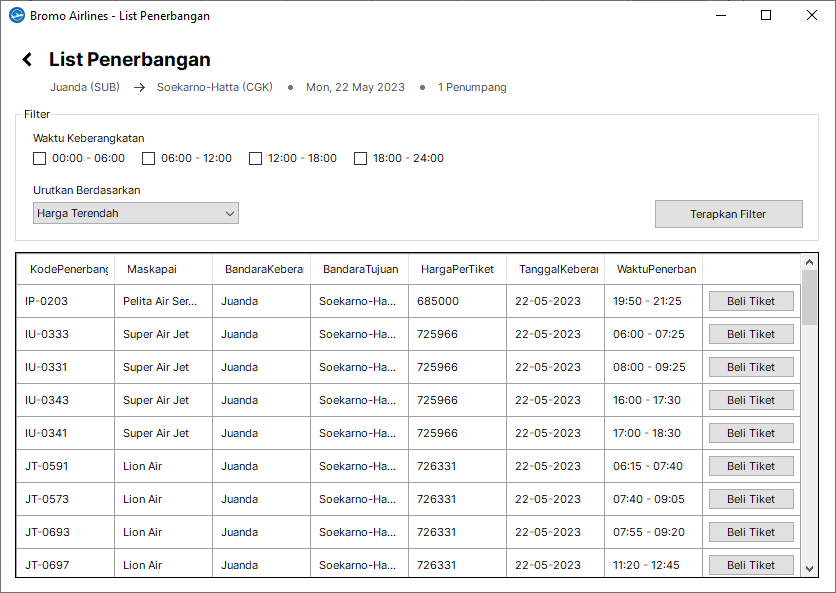 Bromo Airlines - List Penerbangan
List Penerbangan
Juanda (SUB) → Soekarno-Hatta (CGK) • Mon, 22 May 2023 • 1 Penumpang
Filter
Waktu Keberangkatan
00:00 - 06:00 06:00 - 12:00 12:00 - 18:00 18:00 - 24:00
Urutkan Berdasarkan
Harga Terendah Terapkan Filter
KodePenerbang Maskapai BandaraKeberai BandaraTujuan HargaPerTiket TanggalKeberan WaktuPenerban
IP-0203 Pelita Air Ser... Juanda Soekarno-Ha... 685000 22-05-2023 19:50 - 21:25 Beli Tiket
IU-0333 Super Air Jet Juanda Soekarno-Ha... 725966 22-05-2023 06:00 - 07:25 Beli Tiket
IU-0331 Super Air Jet Juanda Soekarno-Ha... 725966 22-05-2023 08:00 - 09:25 Beli Tiket
IU-0343 Super Air Jet Juanda Soekarno-Ha... 725966 22-05-2023 16:00 - 17:30 Beli Tiket
IU-0341 Super Air Jet Juanda Soekarno-Ha... 725966 22-05-2023 17:00 - 18:30 Beli Tiket
JT-0591 Lion Air Juanda Soekarno-Ha... 726331 22-05-2023 06:15 - 07:40 Beli Tiket
JT-0573 Lion Air Juanda Soekarno-Ha... 726331 22-05-2023 07:40 - 09:05 Beli Tiket
JT-0693 Lion Air Juanda Soekarno-Ha... 726331 22-05-2023 07:55 - 09:20 Beli Tiket
JT-0697 Lion Air Juanda Soekarno-Ha... 726331 22-05-2023 11:20 - 12:45 Beli Tiket